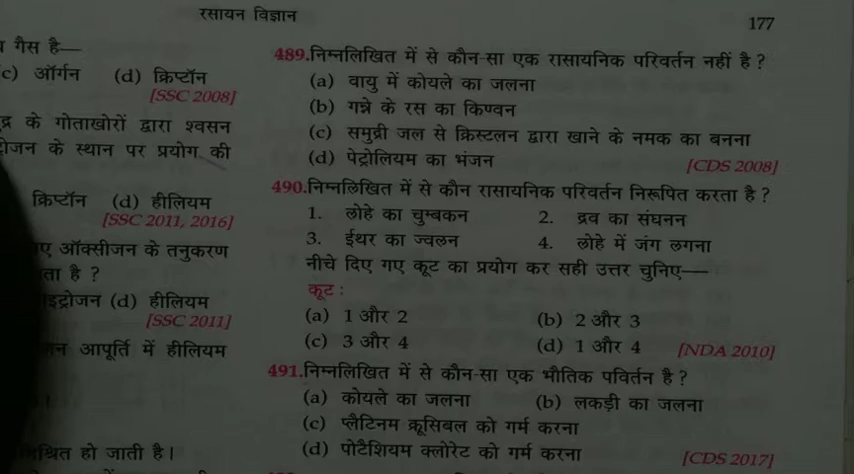 रसायन विज्ञान
177
गैस है—
(c) ऑर्गन (d) क्रिप्टॉन
[SSC 2008]
के गोताखोरों द्वारा श्वसन
के स्थान पर प्रयोग की
क्रिप्टॉन (d) हीलियम
[SSC 2011, 2016]
ऑक्सीजन के तनुकरण
है ?
(d) हीलियम
[SSC 2011]
आपूर्ति में हीलियम
हो जाती है।
489.निम्नलिखित में से कौन-सा एक रासायनिक परिवर्तन नहीं है ?
(a) वायु में कोयले का जलना
(b) गन्ने के रस का किण्वन
(c) समुद्री जल से क्रिस्टलन द्वारा खाने के नमक का बनना
(d) पेट्रोलियम का भंजन [CDS 2008]
490.निम्नलिखित में से कौन रासायनिक परिवर्तन निरूपित करता है ?
1. लोहे का चुम्बकन 2. द्रव का संघनन
3. ईथर का ज्वलन 4. लोहे में जंग लगना
नीचे दिए गए कूट का प्रयोग कर सही उत्तर चुनिए—
कूट :
(a) 1 और 2 (b) 2 और 3
(c) 3 और 4 (d) 1 और 4 [NDA 2010]
491.निम्नलिखित में से कौन-सा एक भौतिक पविर्तन है ?
(a) कोयले का जलना (b) लकड़ी का जलना
(c) प्लैटिनम क्रूसिबल को गर्म करना
(d) पोटैशियम क्लोरेट को गर्म करना [CDS 2017]